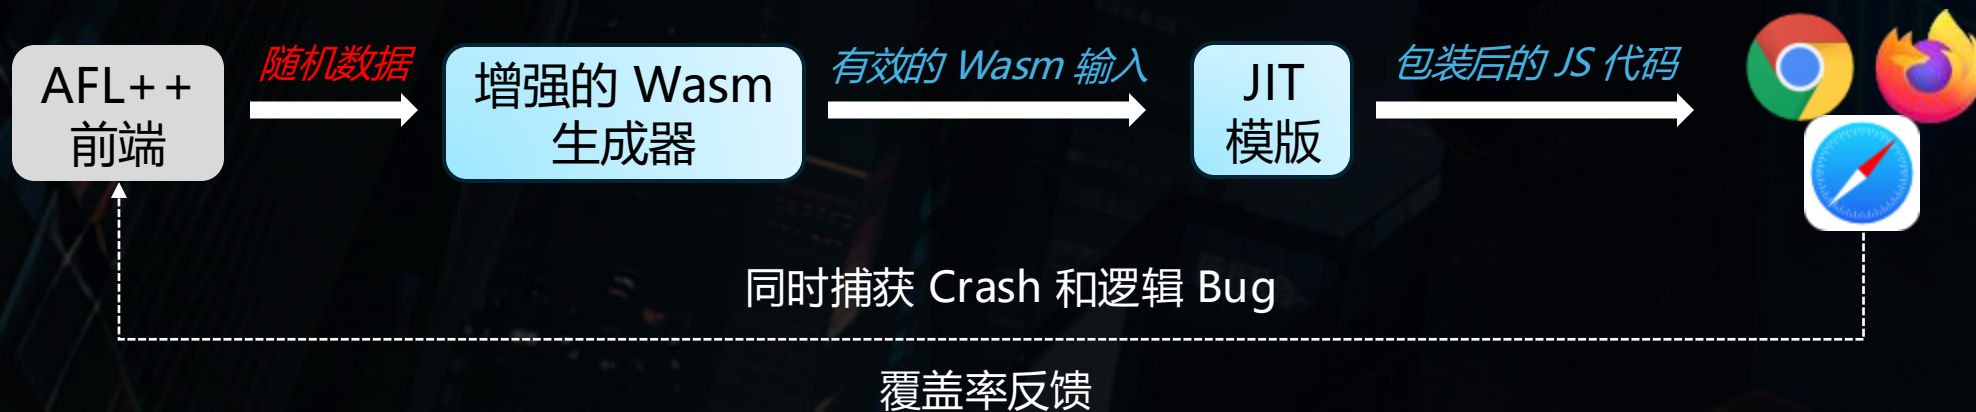 AFL++
前端
随机数据
增强的 Wasm
生成器
有效的 Wasm 输入
JIT
模版
包装后的 JS 代码
同时捕获 Crash 和逻辑 Bug
覆盖率反馈